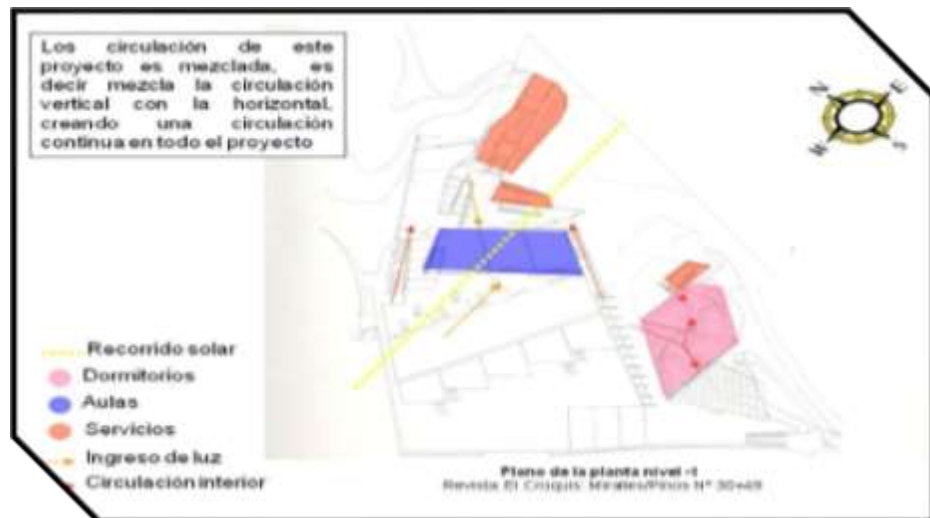 Los circulación de este
proyecto es mezclada, es
decir mezcla la circulación
vertical con la horizontal,
creando una circulación
continua en todo el proyecto
N
E
S
Recorrido solar
Dormitorios
Aulas
Servicios
Ingreso de luz
Circulación interior
Plano de la planta nivel -1
Revista El Croquis: Miralles/Pinos Nº 30+49